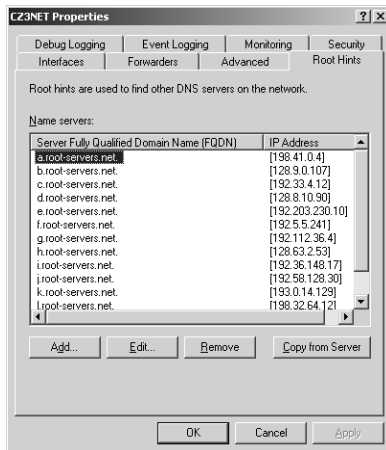 CZ3NET Properties
Debug Logging Event Logging Monitoring Security
Interfaces Forwarders Advanced Root Hints
Root hints are used to find other DNS servers on the network.
Name servers:
Server Fully Qualified Domain Name (FQDN) IP Address
a.root-servers.net. [198.41.0.4]
b.root-servers.net. [128.9.0.107]
c.root-servers.net. [192.33.4.12]
d.root-servers.net. [128.8.10.90]
e.root-servers.net. [192.203.230.10]
f.root-servers.net. [192.5.5.241]
g.root-servers.net. [192.112.36.4]
h.root-servers.net. [128.63.2.53]
i.root-servers.net. [192.36.148.17]
j.root-servers.net. [192.58.128.30]
k.root-servers.net. [193.0.14.129]
l.root-servers.net. [198.32.64.12]
Add... Edit... Remove Copy from Server
OK Cancel Apply